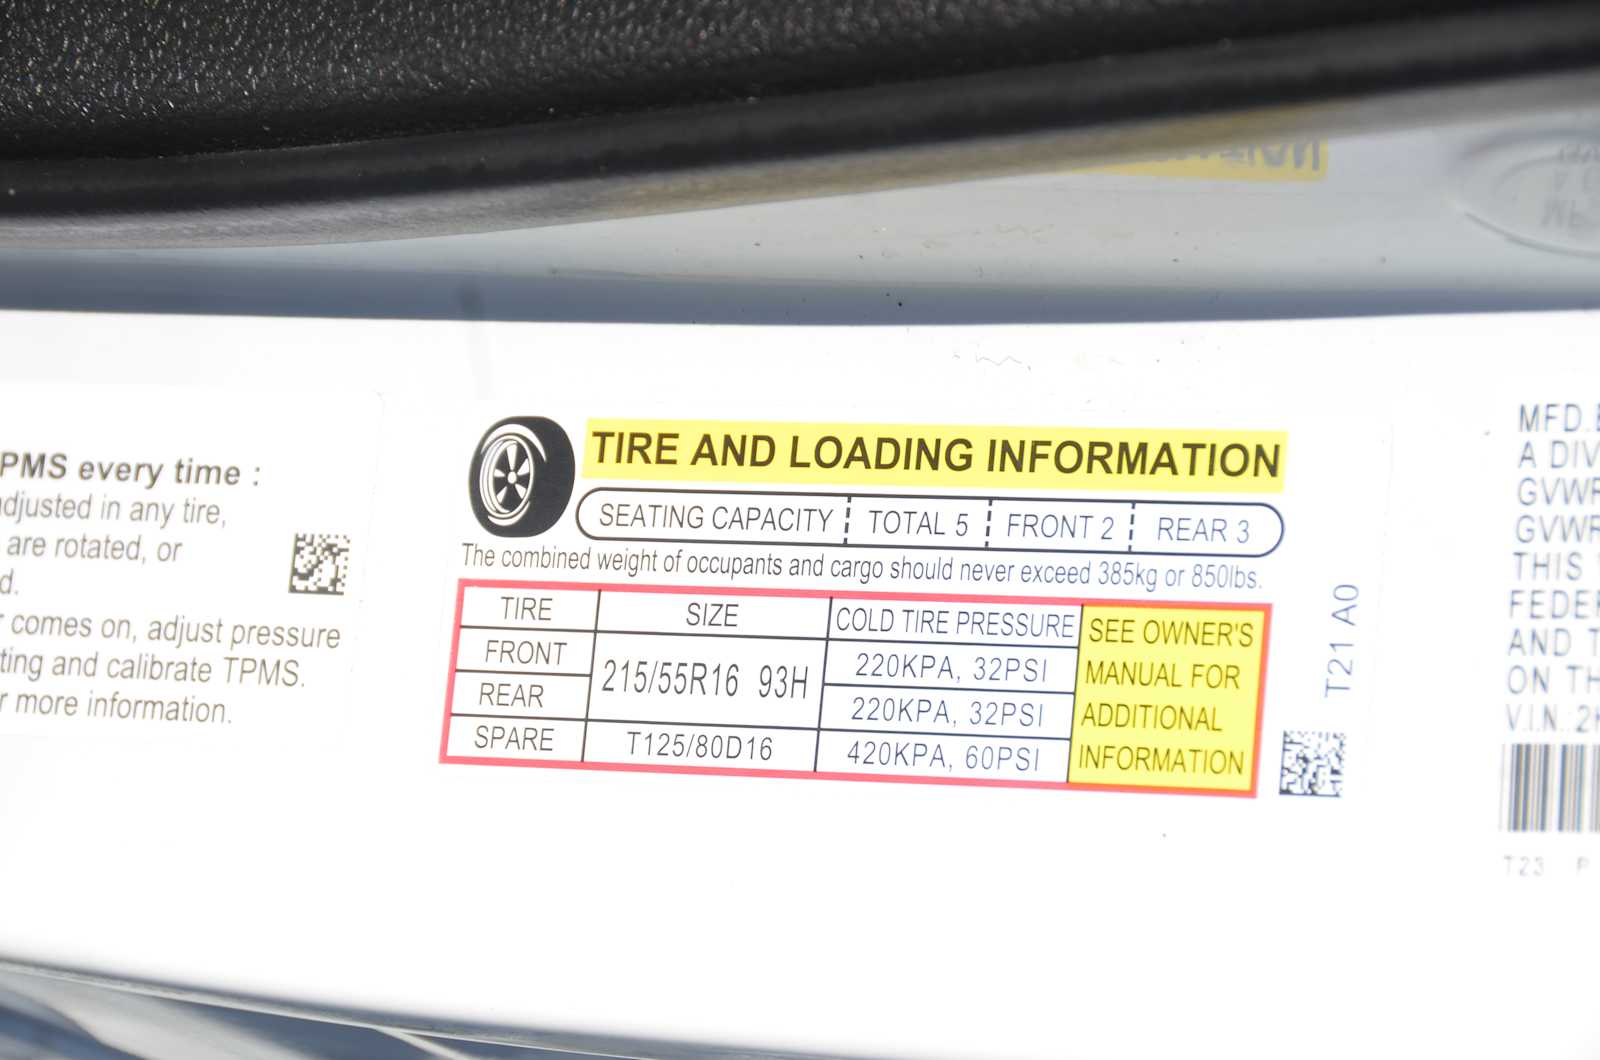 PMS every time :
djusted in any tire,
are rotated, or
d.
comes on, adjust pressure
ting and calibrate TPMS.
r more information.
TIRE AND LOADING INFORMATION
SEATING CAPACITY TOTAL 5 FRONT 2 REAR 3
The combined weight of occupants and cargo should never exceed 385kg or 850lbs.
TIRE SIZE COLD TIRE PRESSURE
FRONT 215/55R16 93H 220KPA, 32PSI
REAR 220KPA, 32PSI
SPARE T125/80D16 420KPA, 60PSI
SEE OWNER'S
MANUAL FOR
ADDITIONAL
INFORMATION
T21 A0
MFD.
A DIV
GVWR
GVWR
THIS
FEDER
AND T
ON TH
V.I.N. 2
T23 P